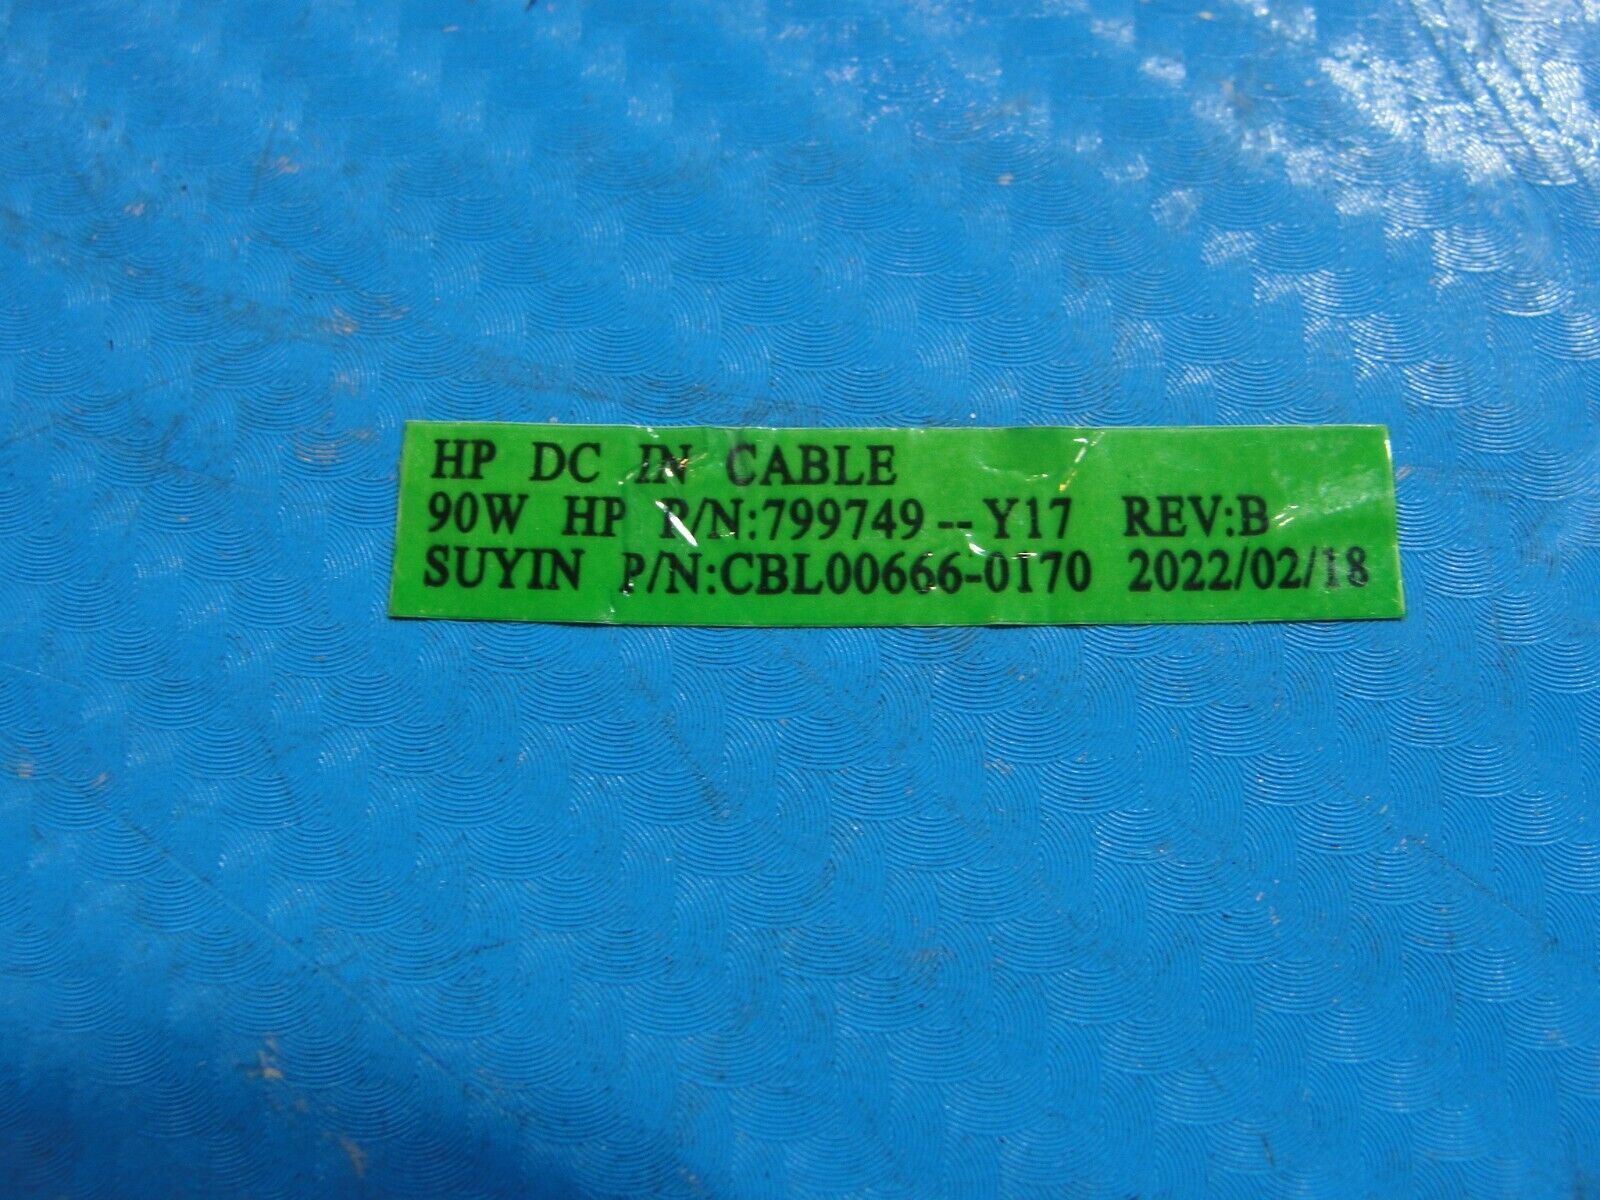 HP DC IN CABLE
90W HP P/N:799749--Y17 REV:B
SUYIN P/N:CBL00666-0170 2022/02/18